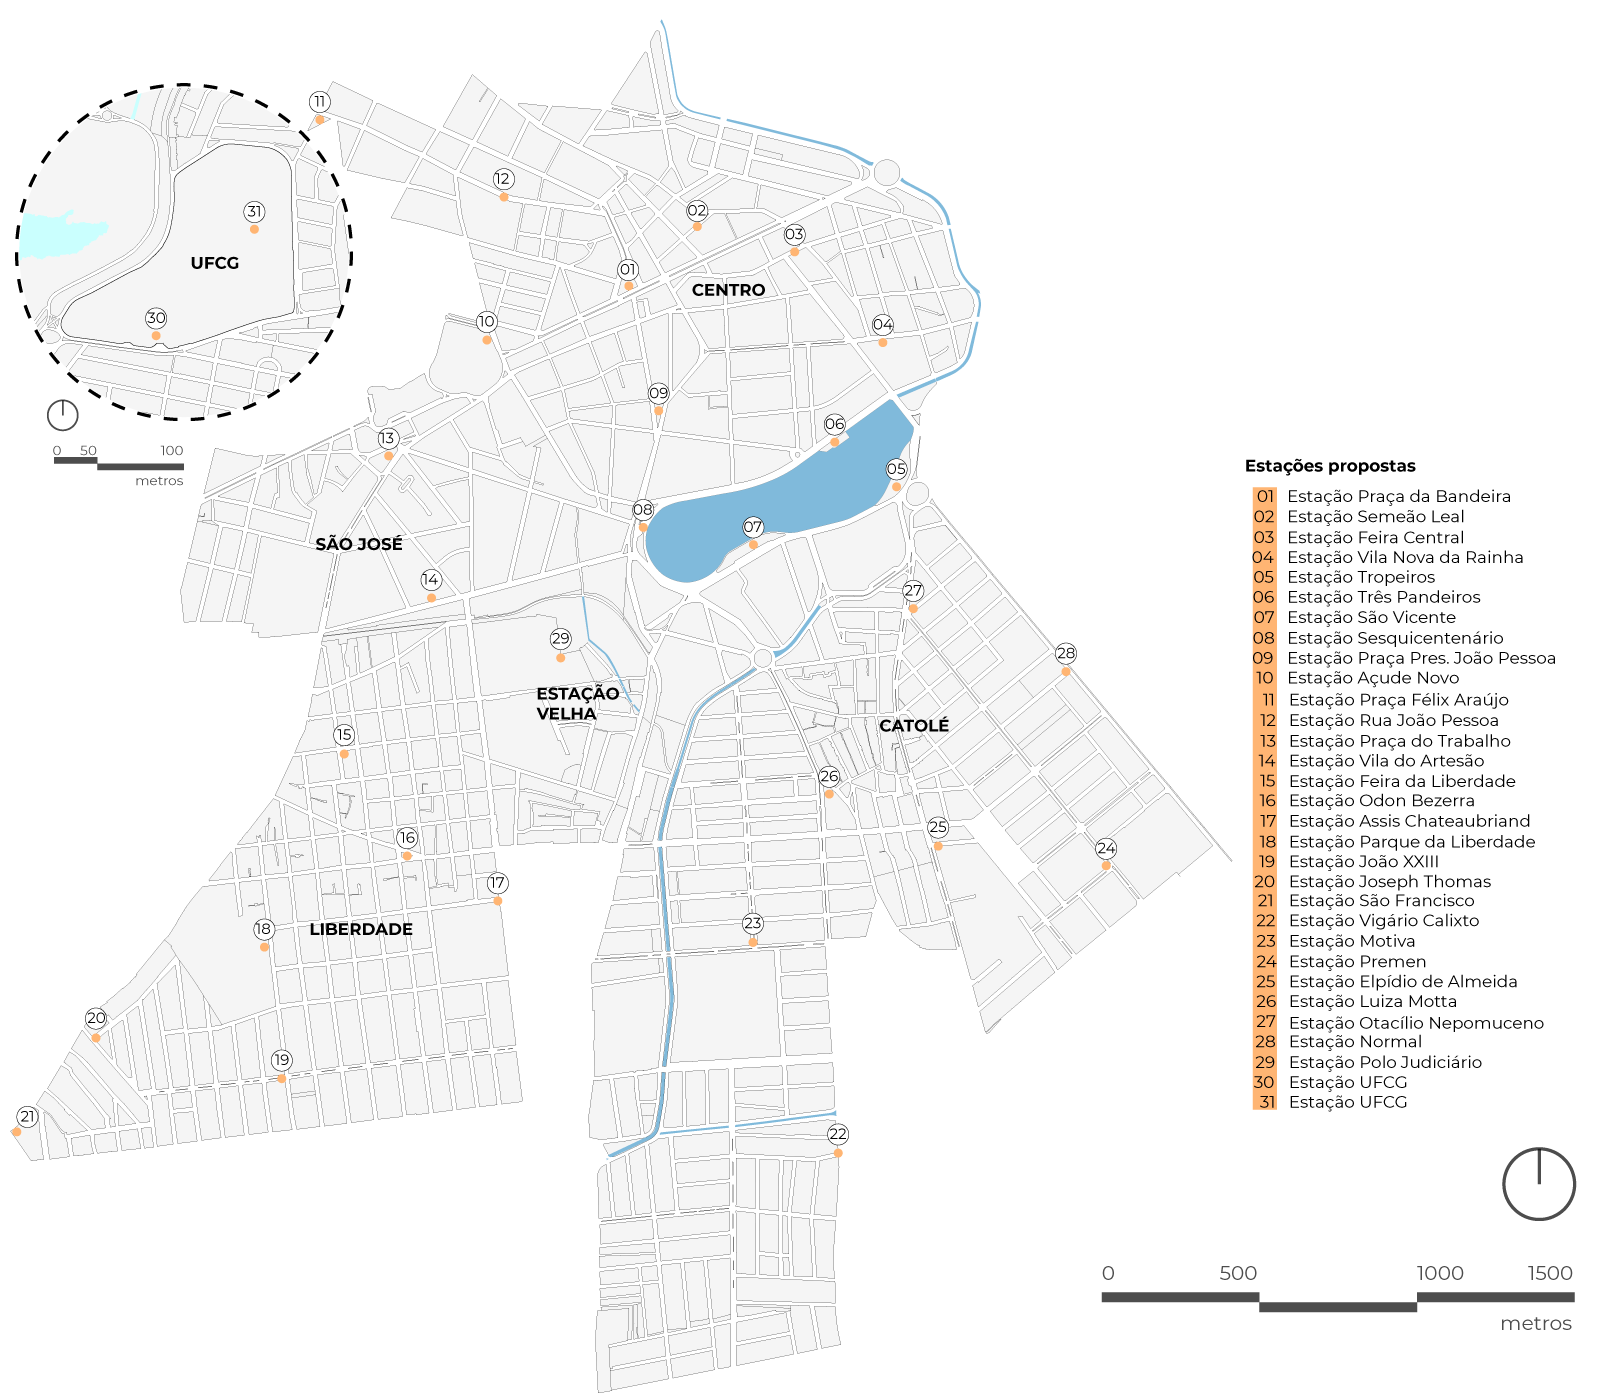 11
12
02
03
31
UFCG
01
CENTRO
30
10
04
09
0 50 100
metros
13
06
05
08
07
SÃO JOSÉ
14
27
29
28
ESTAÇÃO
VELHA
CATOLÉ
15
26
16
25
24
17
18
LIBERDADE
23
20
19
21
22
Estações propostas
01 Estação Praça da Bandeira
02 Estação Semeão Leal
03 Estação Feira Central
04 Estação Vila Nova da Rainha
05 Estação Tropeiros
06 Estação Três Pandeiros
07 Estação São Vicente
08 Estação Sesquicentenário
09 Estação Praça Pres. João Pessoa
10 Estação Açude Novo
11 Estação Praça Félix Araújo
12 Estação Rua João Pessoa
13 Estação Praça do Trabalho
14 Estação Vila do Artesão
15 Estação Feira da Liberdade
16 Estação Odon Bezerra
17 Estação Assis Chateaubriand
18 Estação Parque da Liberdade
19 Estação João XXIII
20 Estação Joseph Thomas
21 Estação São Francisco
22 Estação Vigário Calixto
23 Estação Motiva
24 Estação Premen
25 Estação Elpídio de Almeida
26 Estação Luiza Motta
27 Estação Otacílio Nepomuceno
28 Estação Normal
29 Estação Polo Judiciário
30 Estação UFCG
31 Estação UFCG
0 500 1000 1500
metros